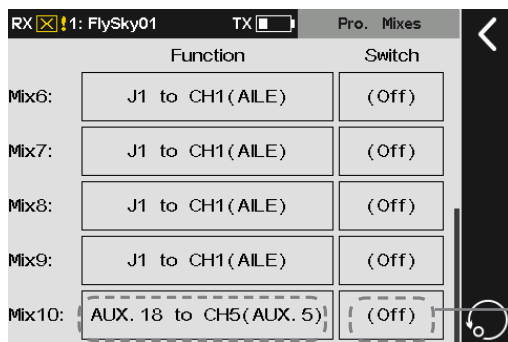 RX !1: FlySky01 TX Pro. Mixes
Function Switch
Mix6: J1 to CH1(AILE) (Off)
Mix7: J1 to CH1(AILE) (Off)
Mix8: J1 to CH1(AILE) (Off)
Mix9: J1 to CH1(AILE) (Off)
Mix10: AUX.18 to CH5(AUX.5) (Off)